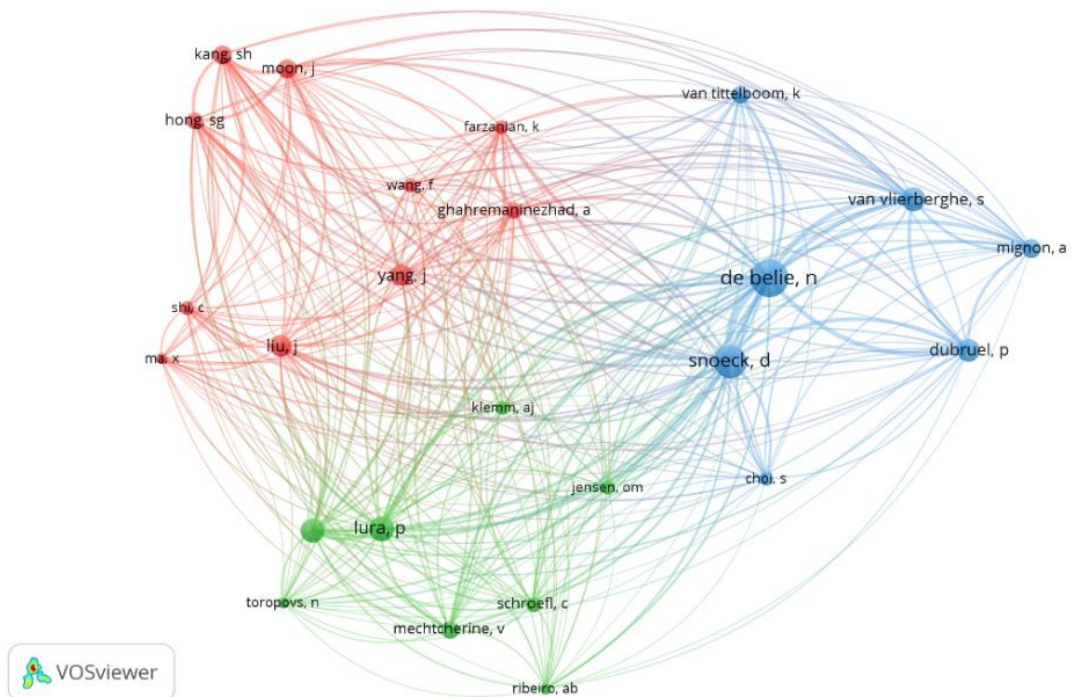 kang, sh
moon, j
van tittelboom, k
hong, sg
farzanian, k
wang, f
van vlierberghe, s
ghahremaninezhad, a
mignon, a
yang, j
de belie, n
shi, c
liu, j
dubruel, p
ma, x
snoeck, d
klemm, aj
choi, s
jensen, om
lura, p
toropovs, n
schroefl, c
mechtcherine, v
VOSviewer
ribeiro, ab